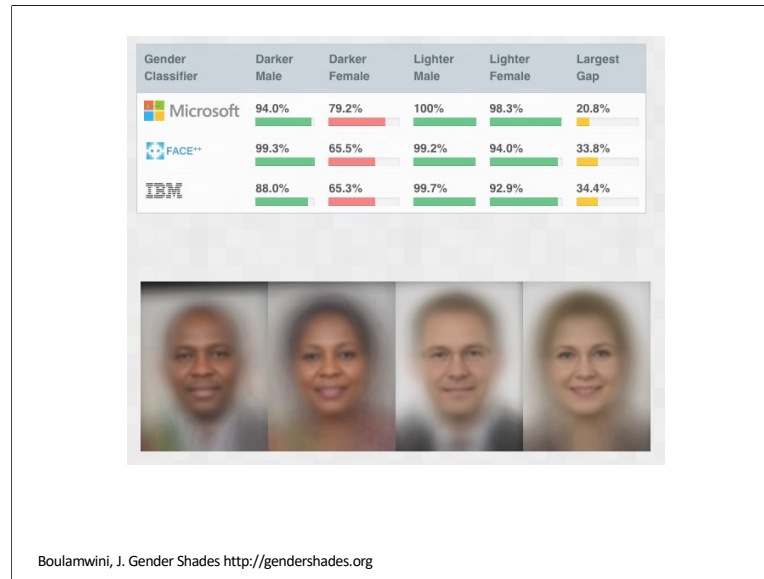 Gender Classifier Darker Male Darker Female Lighter Male Lighter Female Largest Gap
Microsoft 94.0% 79.2% 100% 98.3% 20.8%
FACE++ 99.3% 65.5% 99.2% 94.0% 33.8%
IBM 88.0% 65.3% 99.7% 92.9% 34.4%
Boulamwini, J. Gender Shades http://gendershades.org